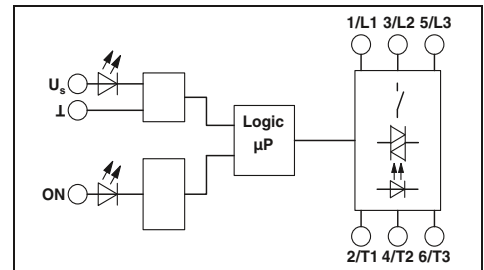 1/L1 3/L2 5/L3
Us
⊥
Logic
µP
ON
2/T1 4/T2 6/T3